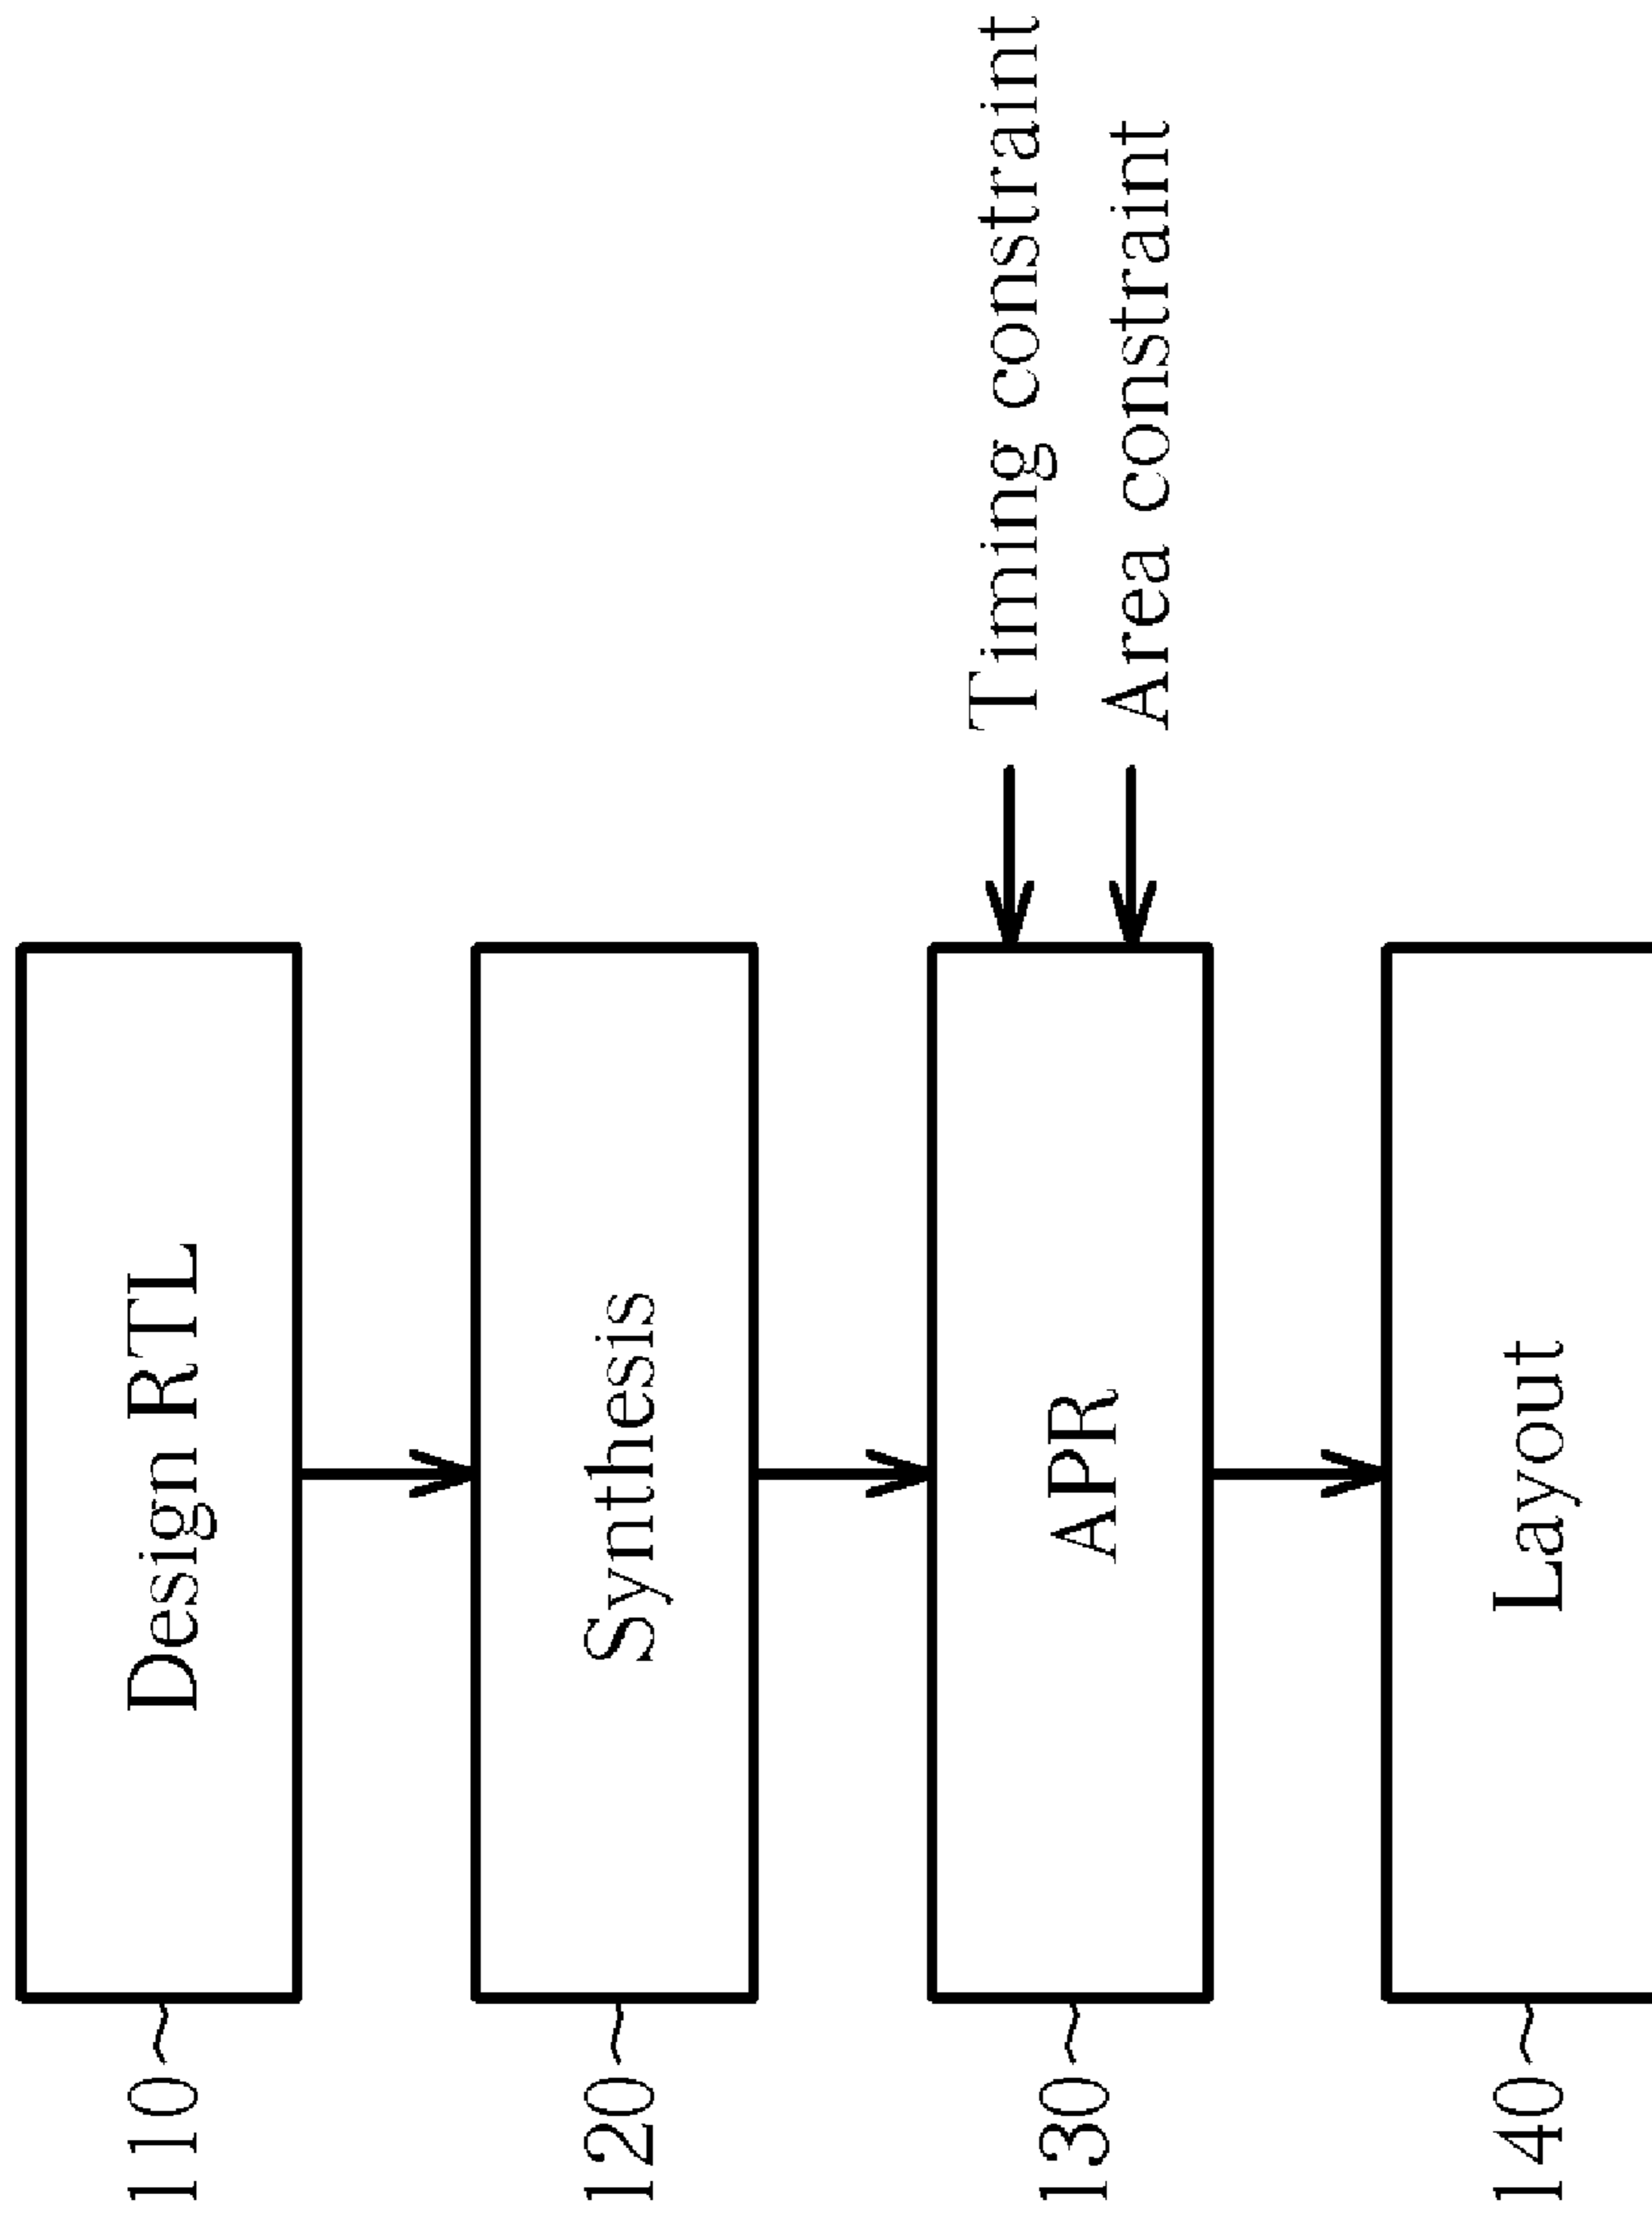 110
Design RTL
120
Synthesis
130
APR
Timing constraint
Area constraint
140
Layout